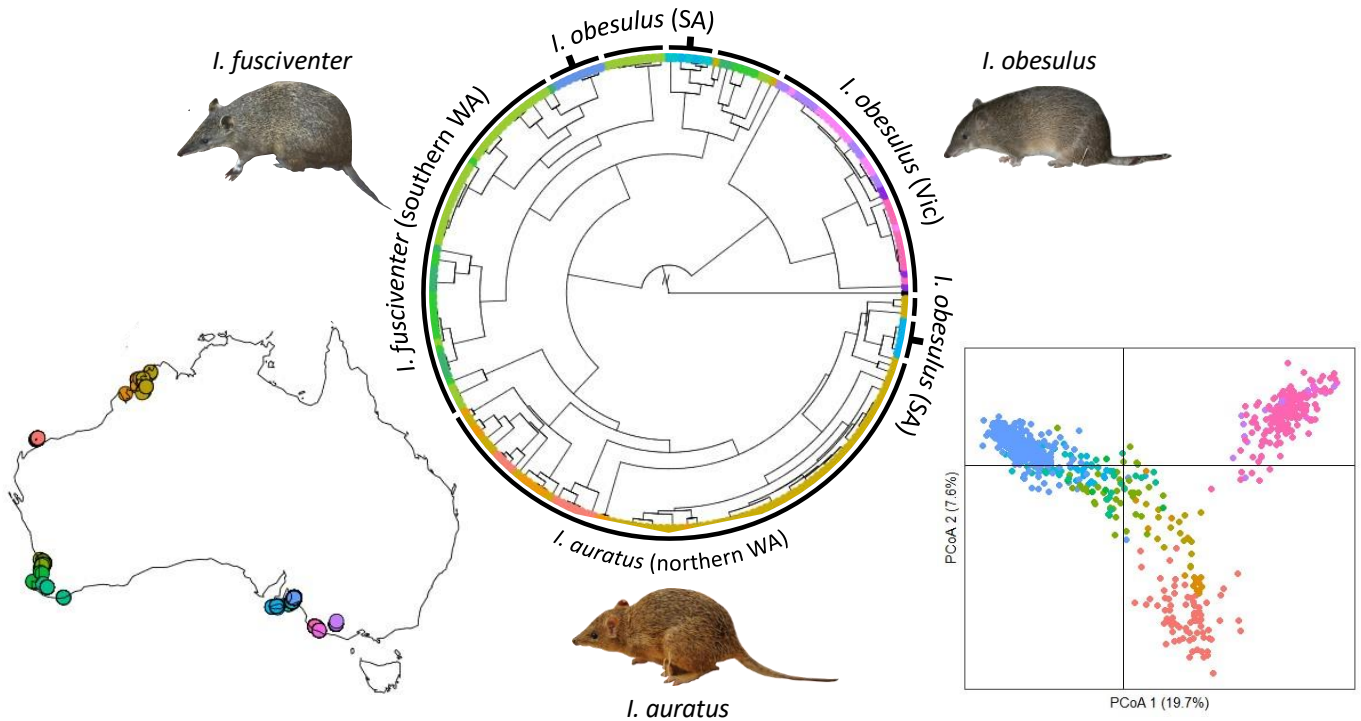 I. obesulus (SA)
I. fusciventer
I. obesulus
I. fusciventer (southern WA)
I. obesulus (Vic)
I. obesulus (SA)
I. auratus (northern WA)
I. auratus
PCoA 2 (7.6%)
PCoA 1 (19.7%)